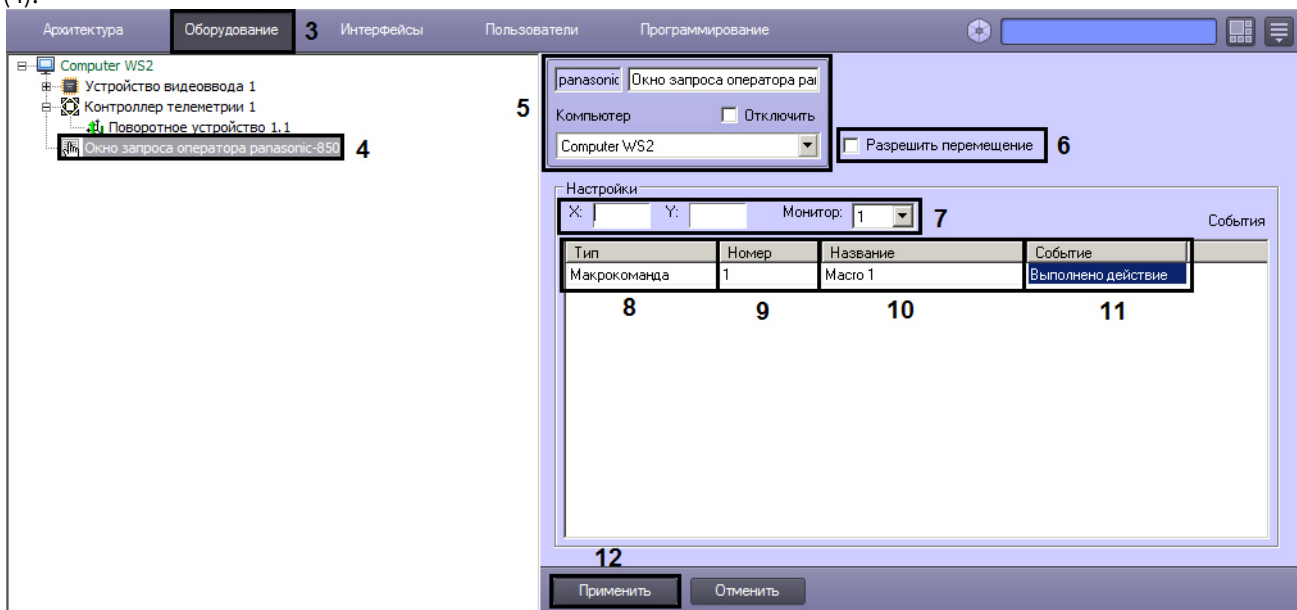 (4).
Архитектура Оборудование 3 Интерфейсы Пользователи Программирование
Computer WS2
Устройство видеоввода 1
Контроллер телеметрии 1
Поворотное устройство 1.1
Окно запроса оператора panasonic-850 4
5
panasonic Окно запроса оператора
Компьютер Отключить
Computer WS2
Разрешить перемещение 6
Настройки
X: Y: Монитор: 1 7
События
Тип Номер Название Событие
Макрокоманда 1 Macro 1 Выполнено действие
8 9 10 11
12
Применить Отменить